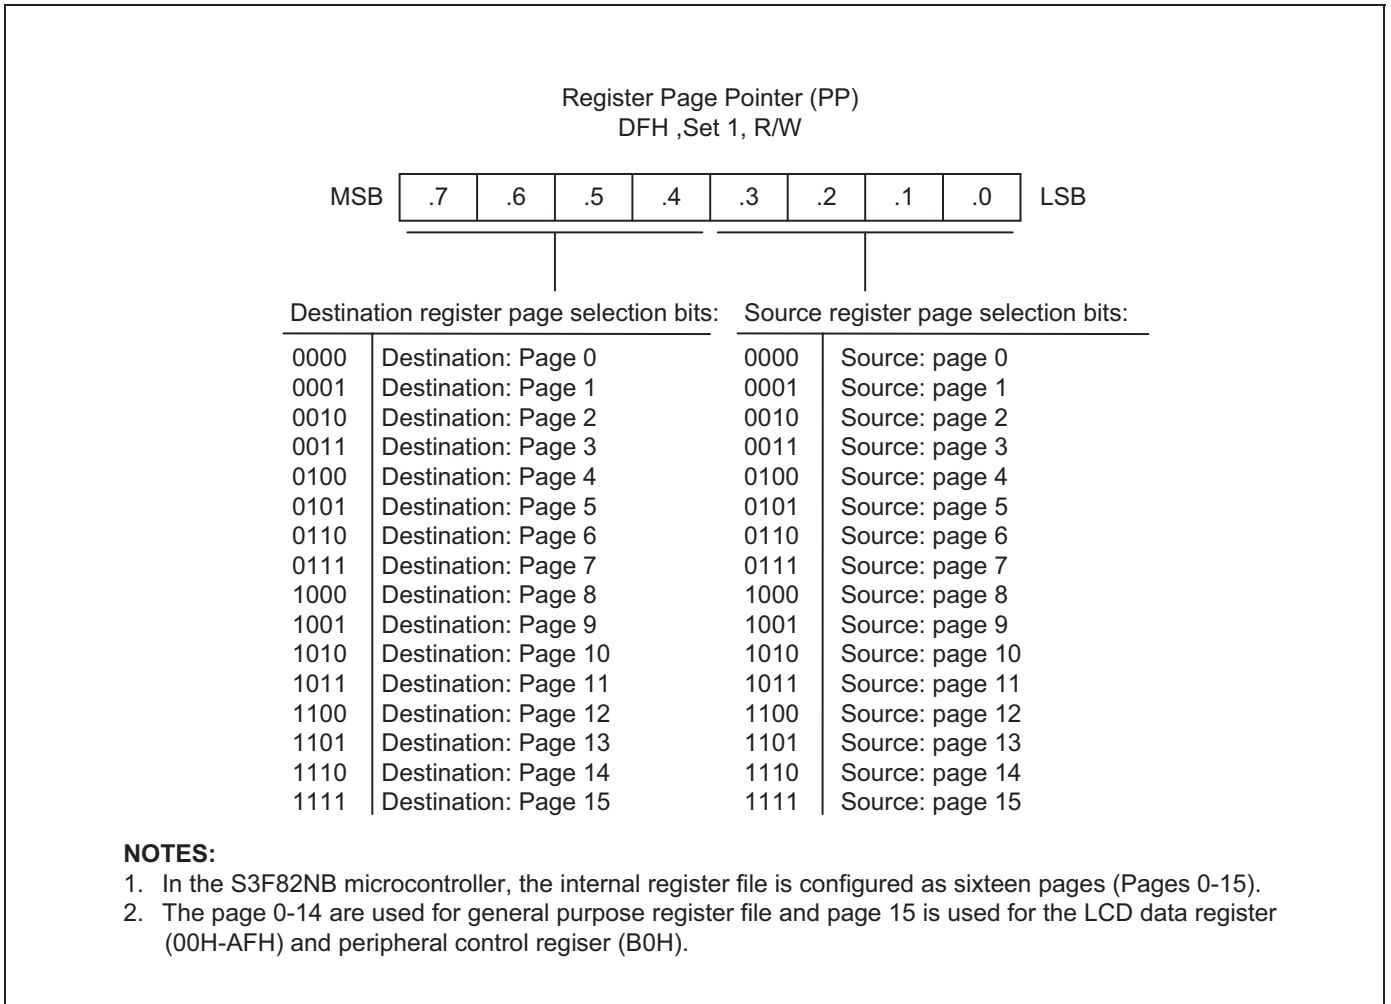 Register Page Pointer (PP)
DFH ,Set 1, R/W
MSB .7 .6 .5 .4 .3 .2 .1 .0 LSB
Destination register page selection bits: Source register page selection bits:
0000 Destination: Page 0 0000 Source: page 0
0001 Destination: Page 1 0001 Source: page 1
0010 Destination: Page 2 0010 Source: page 2
0011 Destination: Page 3 0011 Source: page 3
0100 Destination: Page 4 0100 Source: page 4
0101 Destination: Page 5 0101 Source: page 5
0110 Destination: Page 6 0110 Source: page 6
0111 Destination: Page 7 0111 Source: page 7
1000 Destination: Page 8 1000 Source: page 8
1001 Destination: Page 9 1001 Source: page 9
1010 Destination: Page 10 1010 Source: page 10
1011 Destination: Page 11 1011 Source: page 11
1100 Destination: Page 12 1100 Source: page 12
1101 Destination: Page 13 1101 Source: page 13
1110 Destination: Page 14 1110 Source: page 14
1111 Destination: Page 15 1111 Source: page 15
NOTES:
1. In the S3F82NB microcontroller, the internal register file is configured as sixteen pages (Pages 0-15).
2. The page 0-14 are used for general purpose register file and page 15 is used for the LCD data register
(00H-AFH) and peripheral control regiser (B0H).